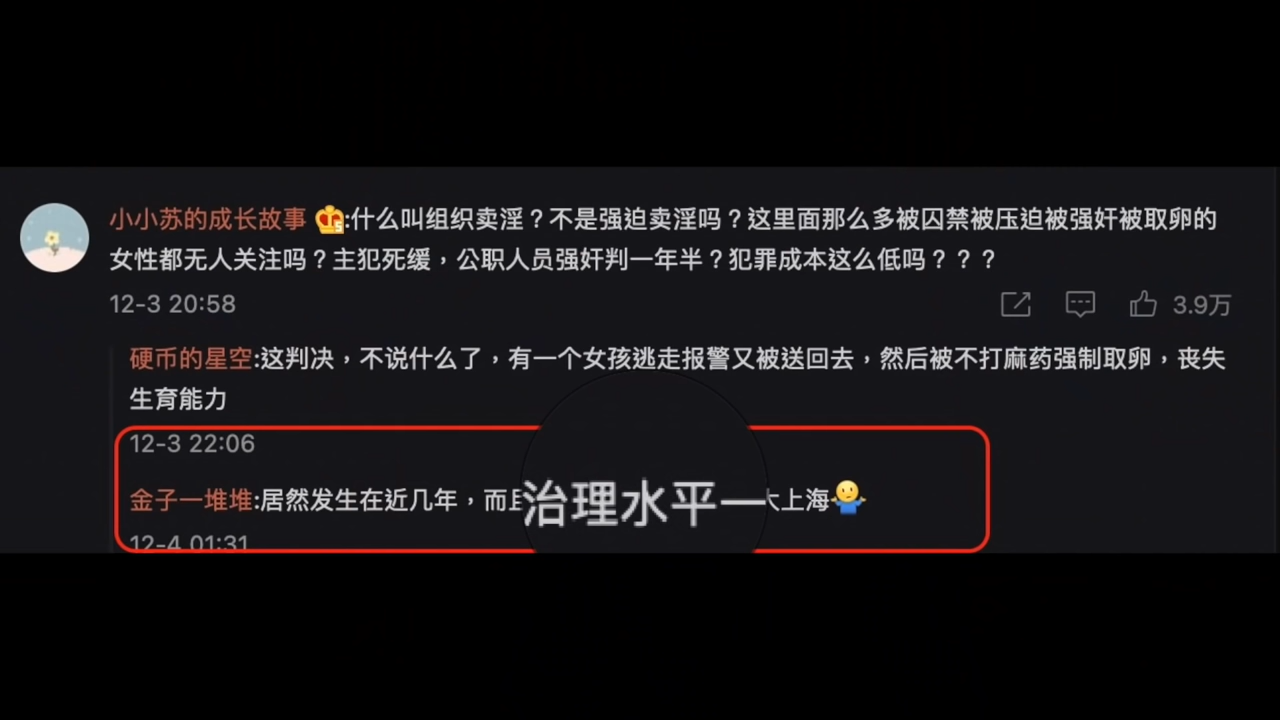 小小苏的成长故事 :什么叫组织卖淫？不是强迫卖淫吗？这里面那么多被囚禁被压迫被强奸被取卵的
女性都无人关注吗？主犯死缓，公职人员强奸判一年半？犯罪成本这么低吗？？？
12-3 20:58
3.9万
硬币的星空:这判决，不说什么了，有一个女孩逃走报警又被送回去，然后被不打麻药强制取卵，丧失
生育能力
12-3 22:06
金子一堆堆:居然发生在近几年，而且治理水平一大上海🤷
12-4 01:31